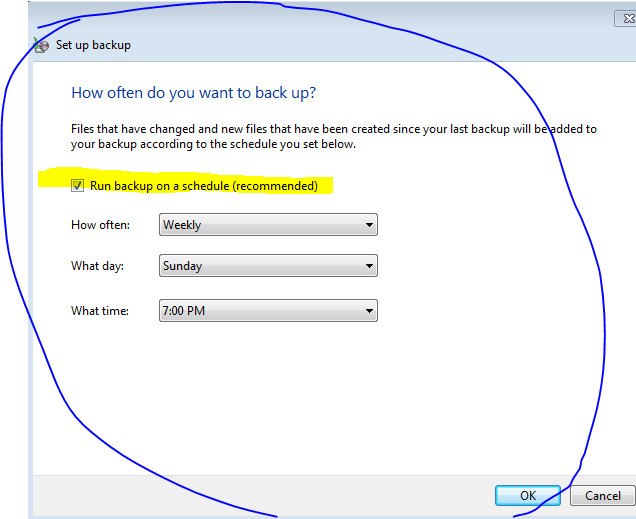 Set up backup
How often do you want to back up?
Files that have changed and new files that have been created since your last backup will be added to
your backup according to the schedule you set below.
Run backup on a schedule (recommended)
How often: Weekly
What day: Sunday
What time: 7:00 PM
OK Cancel